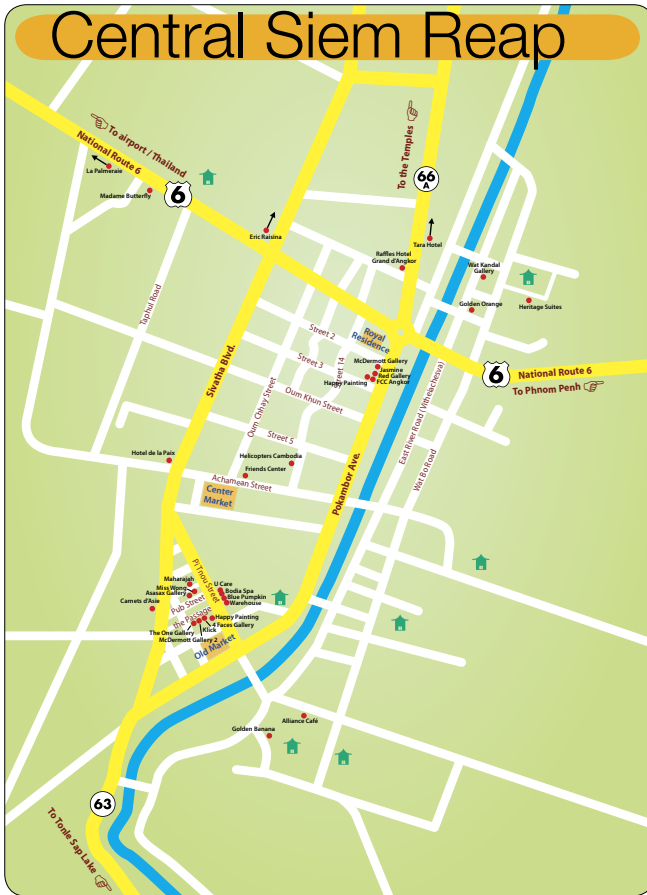 Central Siem Reap
To airport / Thailand
National Route 6
La Palmeraie
6
Madame Butterfly
To the Temples
66
A
Eric Raisina
Tara Hotel
Raffles Hotel
Grand d'Angkor
Wat Kandal
Gallery
Golden Orange
Heritage Suites
Taphul Road
Sivatha Blvd.
Street 2
Royal
Residence
Street 3
Street 14
McDermott Gallery
Jasmine
Red Gallery
FCC Angkor
Happy Painting
6
National Route 6
To Phnom Penh
Oum Chhay Street
Oum Khun Street
Street 5
East River Road (Vithelachesva)
Wat Bo Road
Pokambor Ave.
Hotel de la Paix
Helicopters Cambodia
Friends Center
Achamean Street
Center
Market
Pi Tnou Street
Maharajah
Miss Wong
Asasax Gallery
Carnets d'Asie
Pub Street
U Care
Bodia Spa
Blue Pumpkin
Warehouse
the Passage
Happy Painting
4 Faces Gallery
The One Gallery
Klick
McDermott Gallery 2
Old Market
Alliance Café
Golden Banana
63
To Tonle Sap Lake